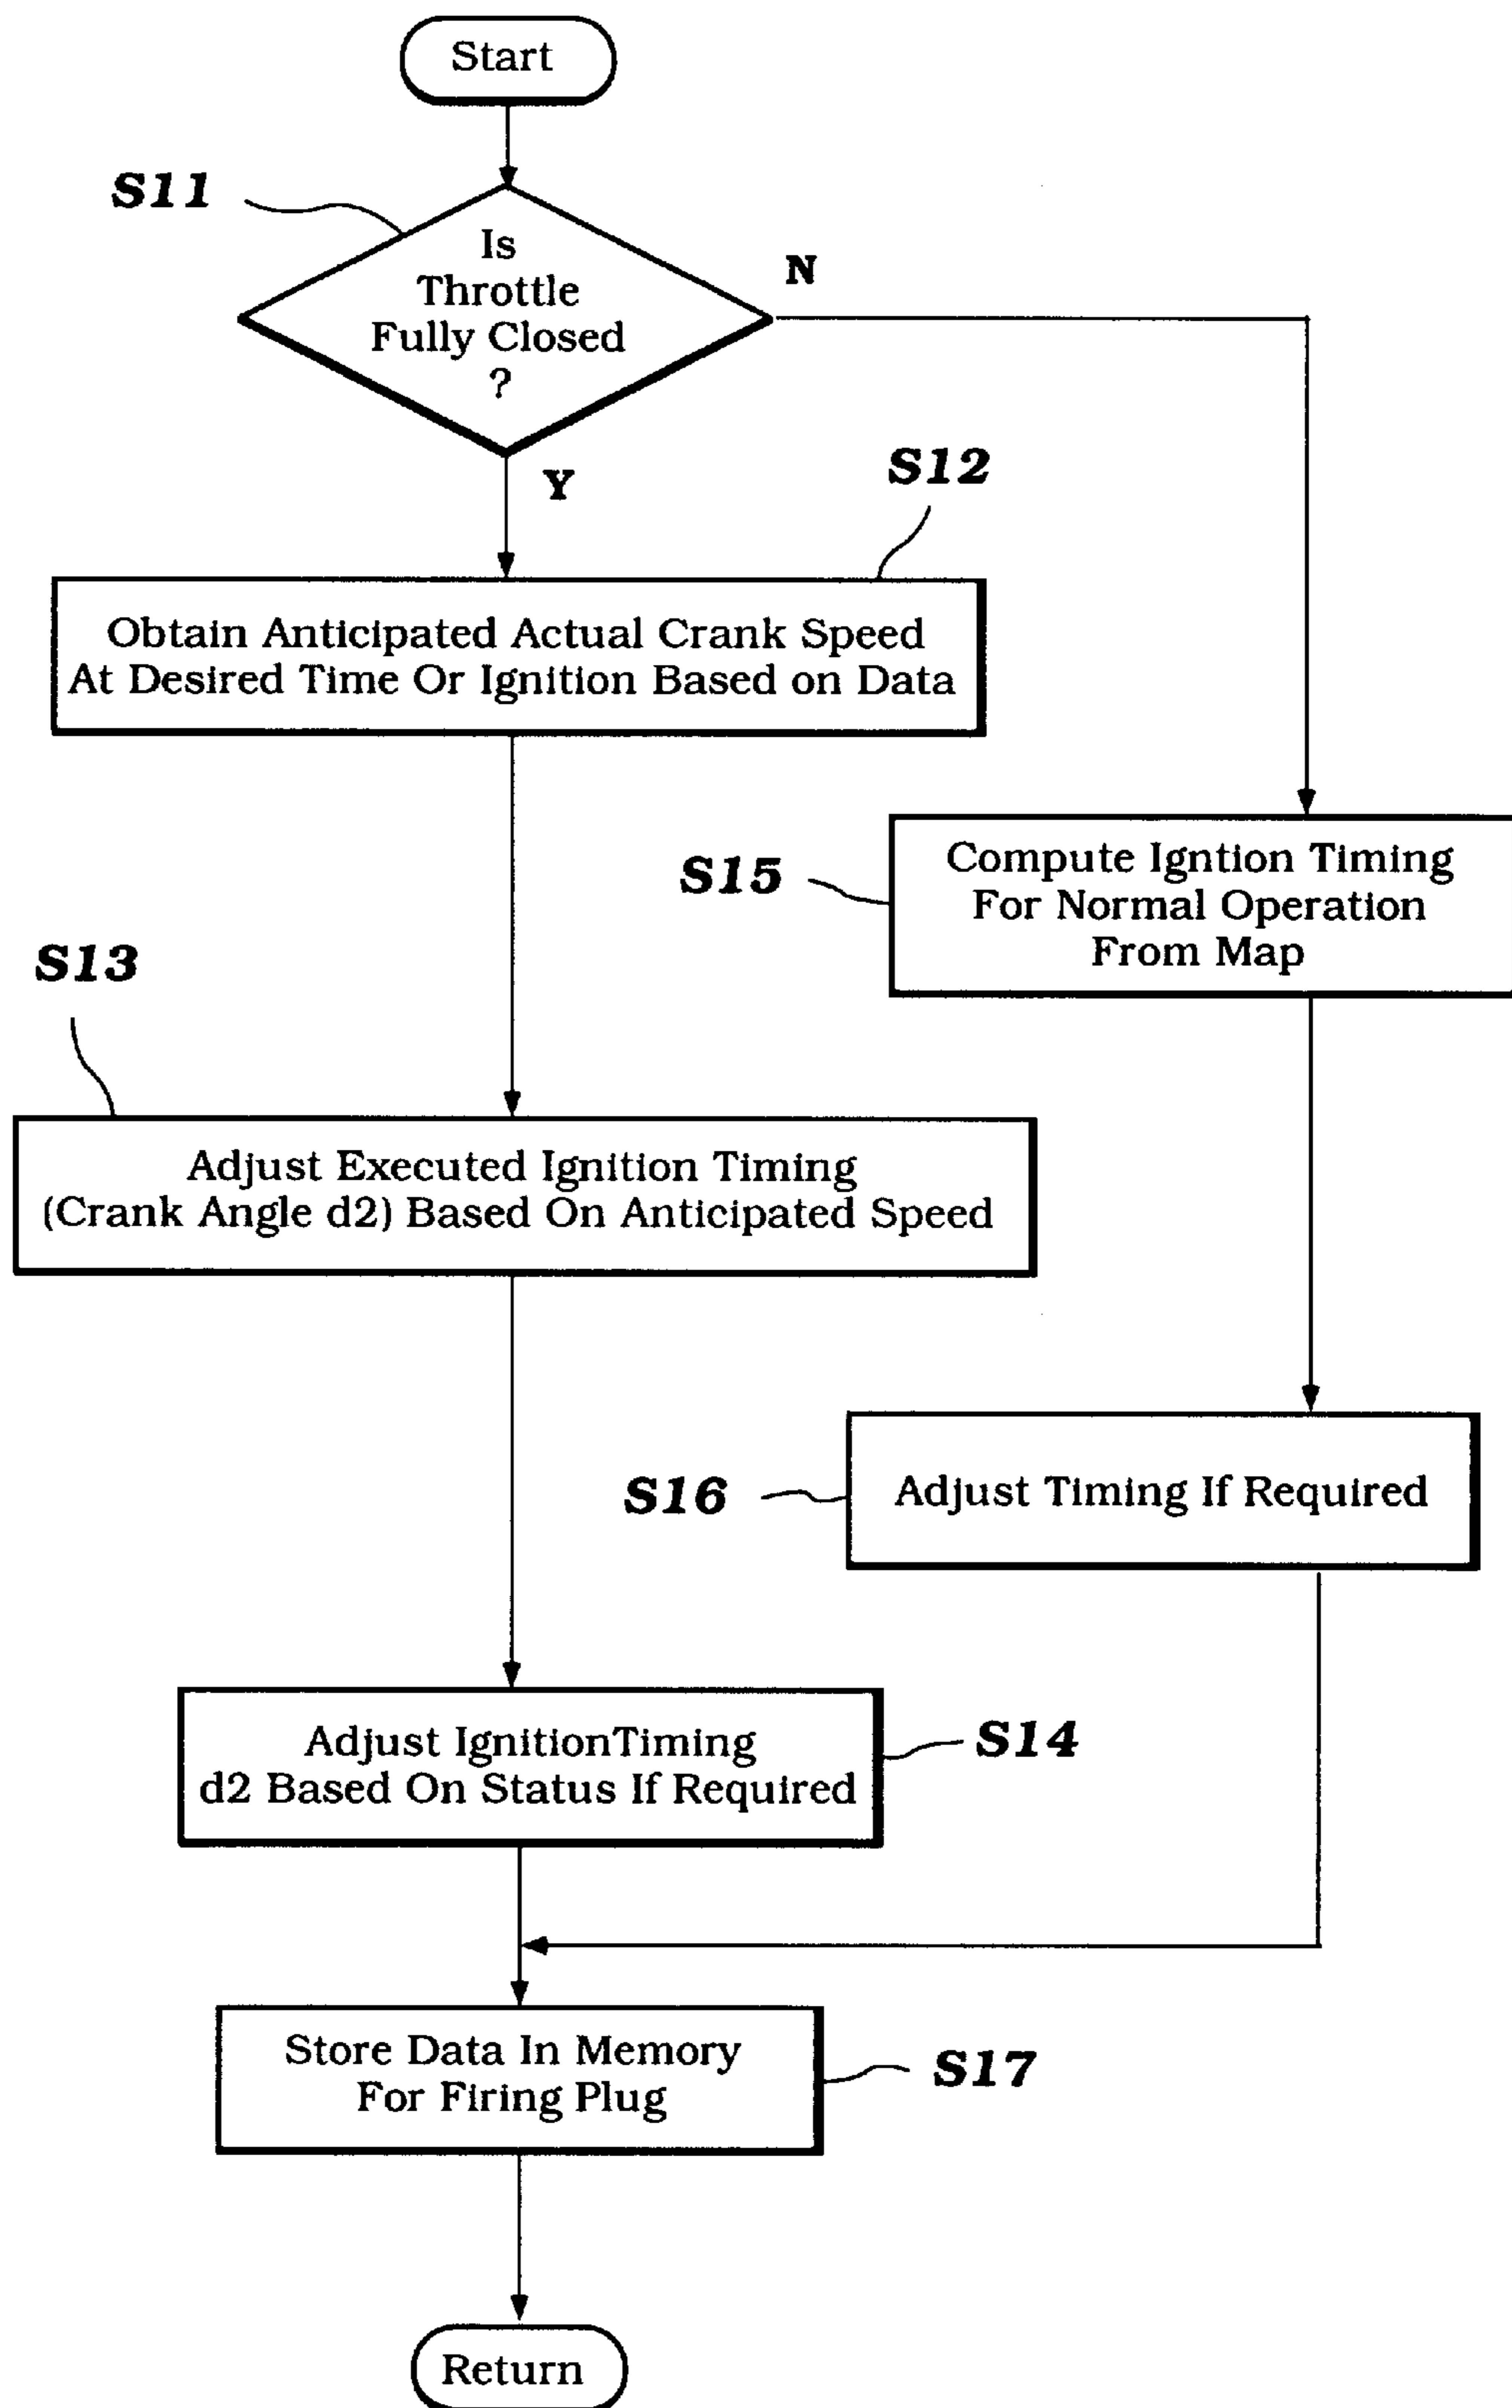 Start
S11
Is
Throttle
Fully Closed
?
N
Y
S12
Obtain Anticipated Actual Crank Speed
At Desired Time Or Ignition Based on Data
S15
Compute Igntion Timing
For Normal Operation
From Map
S13
Adjust Executed Ignition Timing
(Crank Angle d2) Based On Anticipated Speed
S16
Adjust Timing If Required
Adjust IgnitionTiming
d2 Based On Status If Required
S14
Store Data In Memory
For Firing Plug
S17
Return